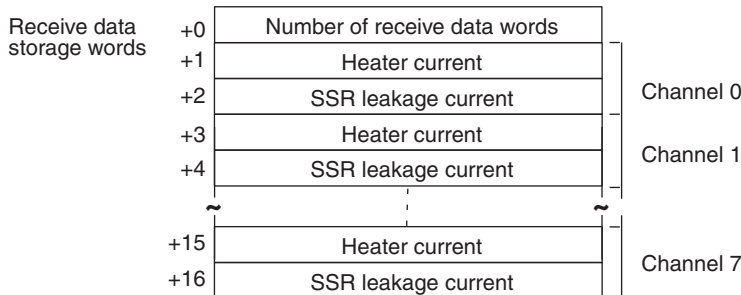 Receive data
storage words
+0 Number of receive data words
+1 Heater current
+2 SSR leakage current
Channel 0
+3 Heater current
+4 SSR leakage current
Channel 1
~ ~
+15 Heater current
+16 SSR leakage current
Channel 7